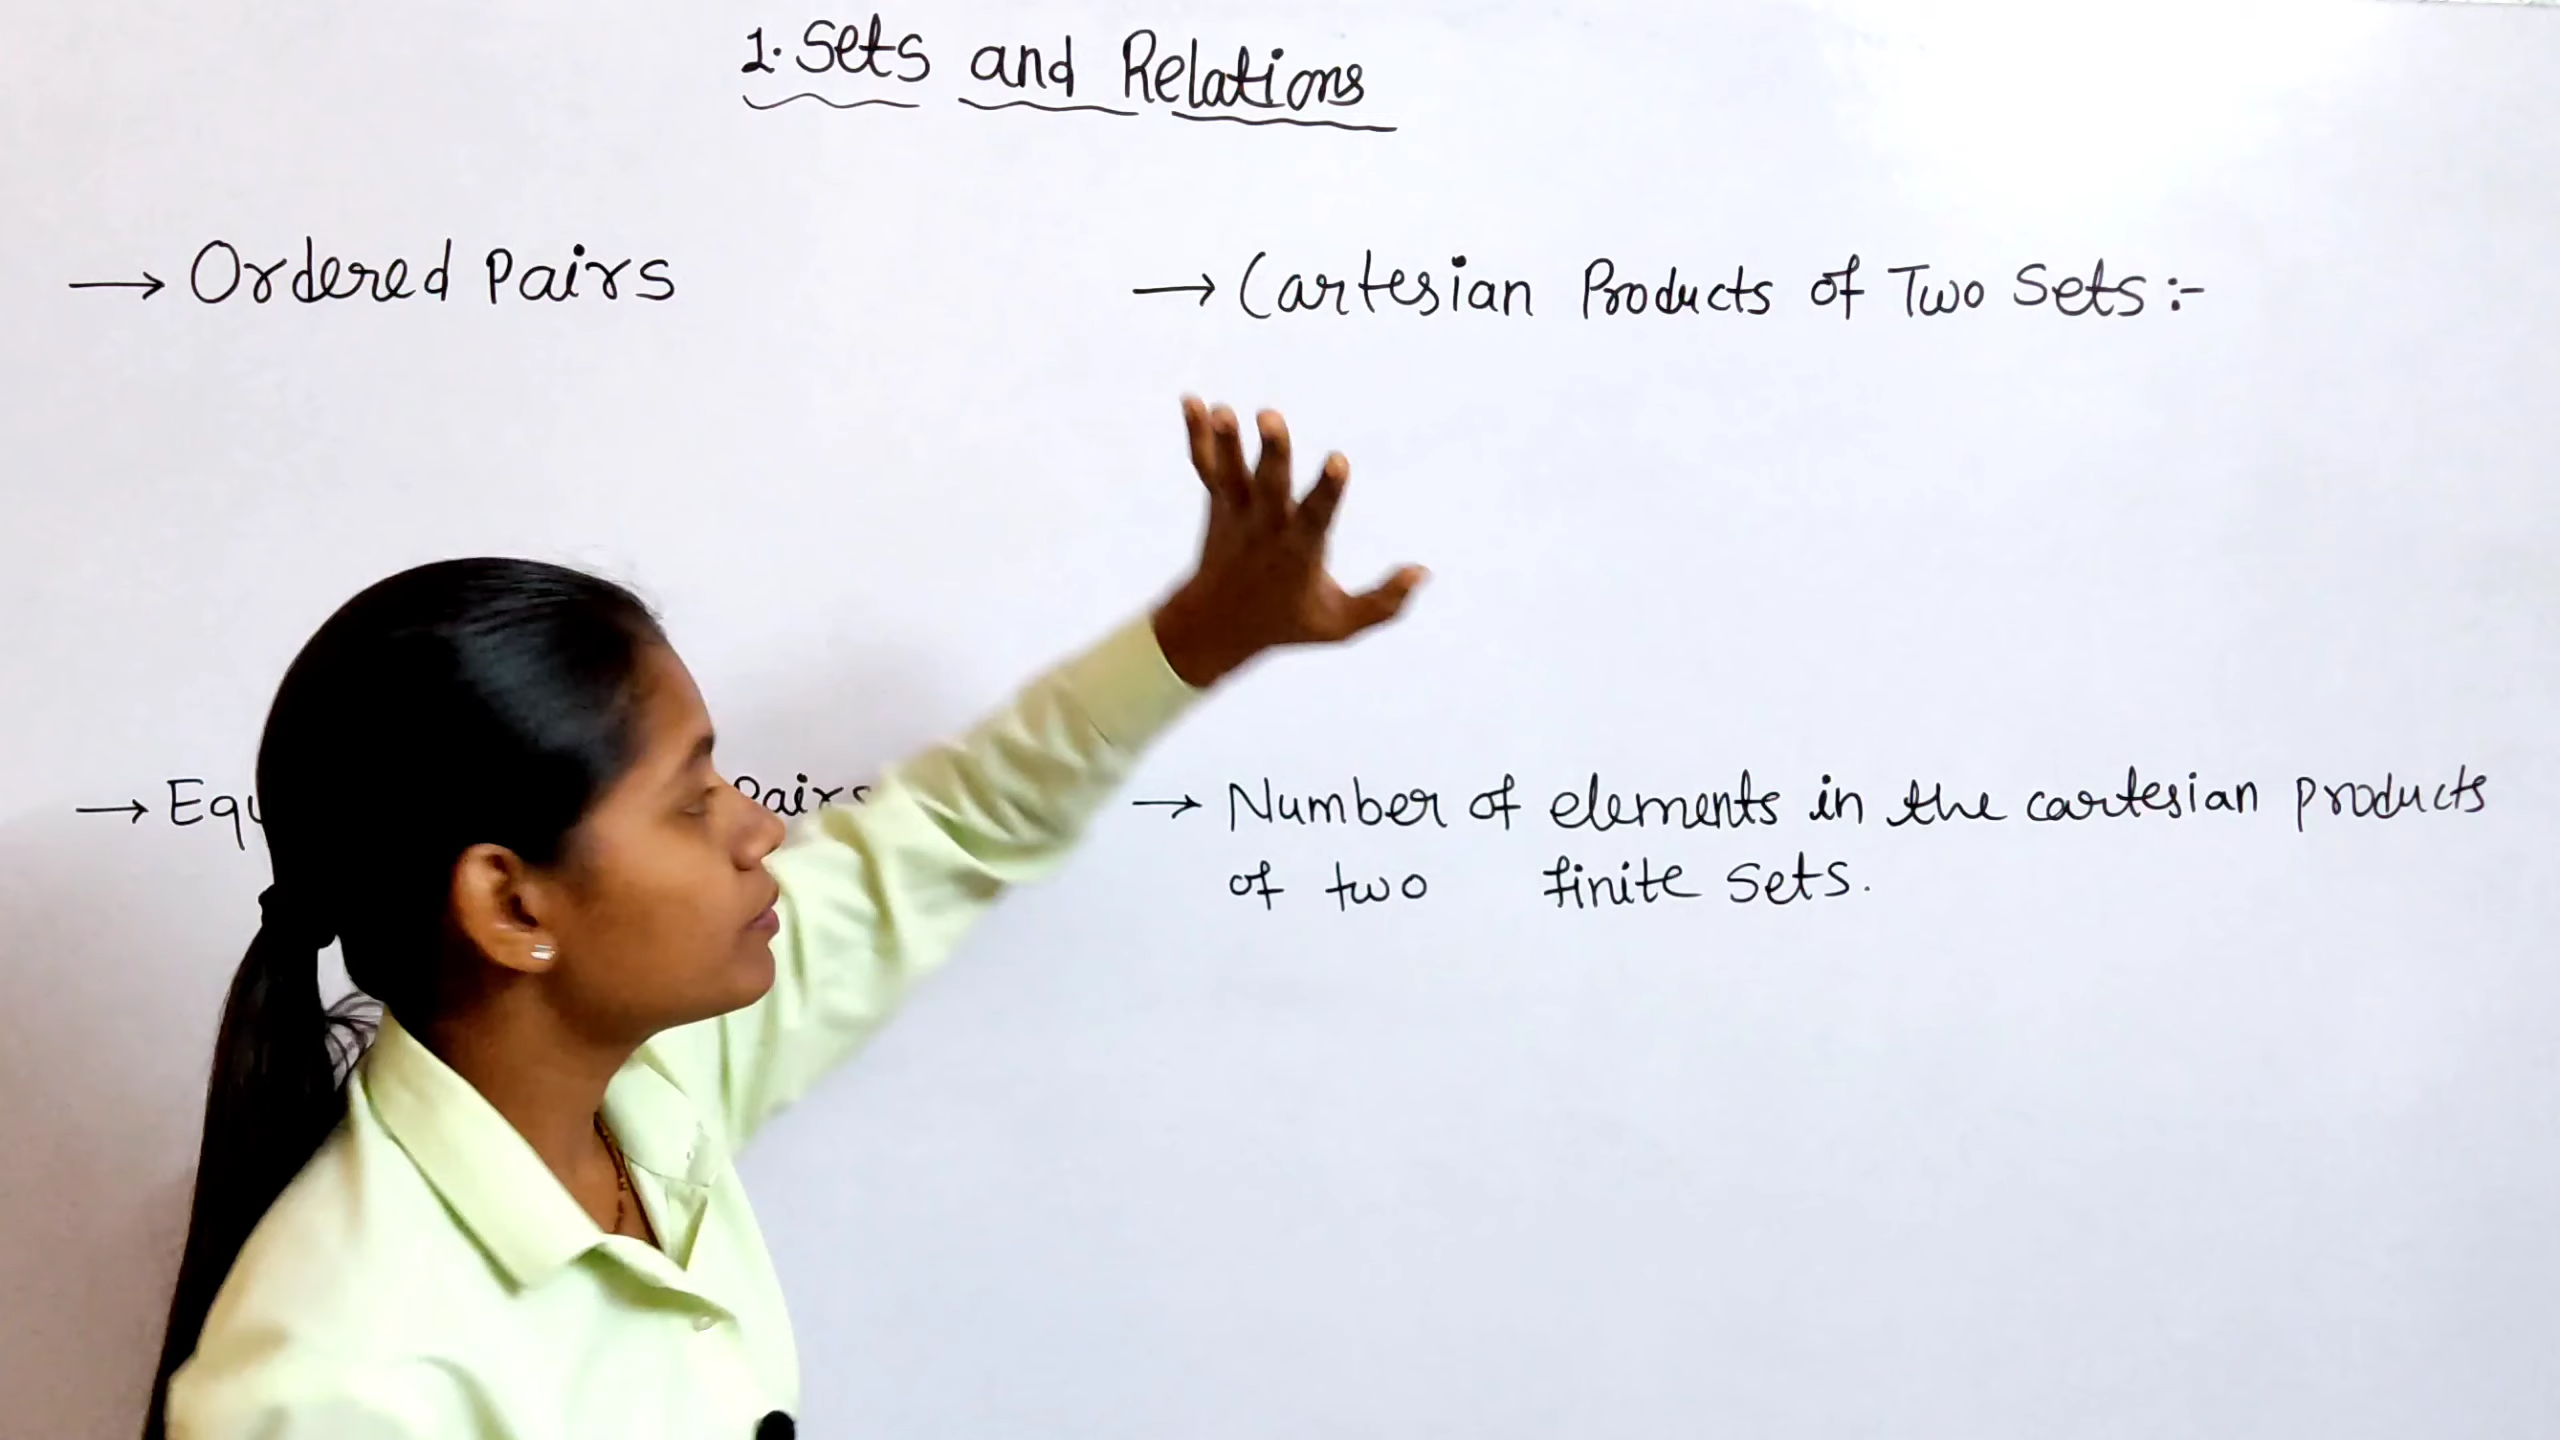 1. Sets and Relations
→ Ordered Pairs
→ Cartesian Products of Two Sets :-
→ Pairs
→ Number of elements in the cartesian products
of two finite sets.